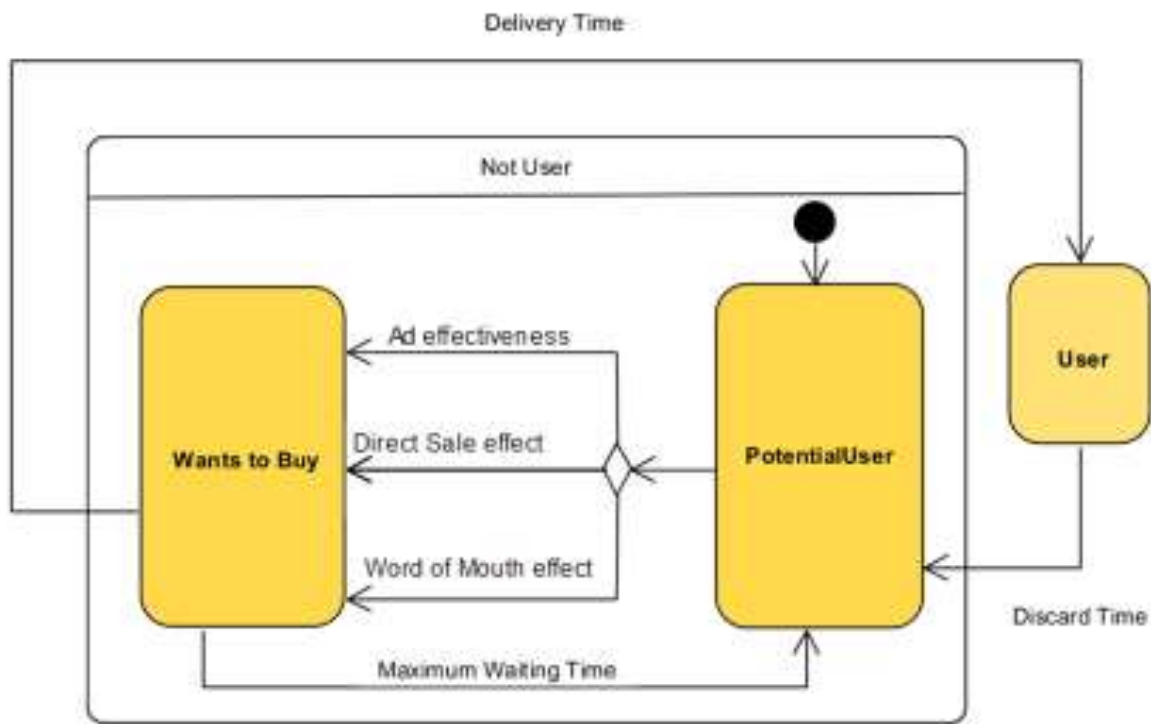 Delivery Time
Not User
Ad effectiveness
User
Direct Sale effect
Wants to Buy
PotentialUser
Word of Mouth effect
Discard Time
Maximum Waiting Time